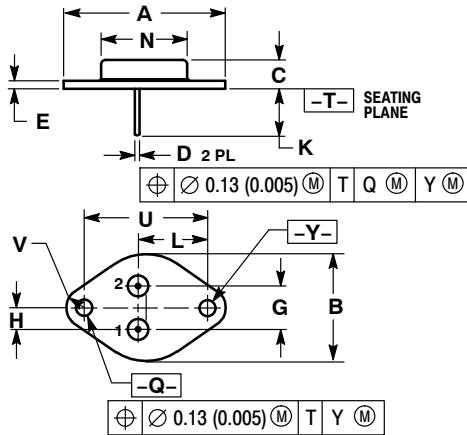 A
N
C
E
-T- SEATING PLANE
K
D 2 PL
⌖ ∅ 0.13 (0.005) Ⓜ T Q Ⓜ Y Ⓜ
U
V
L
-Y-
2
H
G
B
1
-Q-
⌖ ∅ 0.13 (0.005) Ⓜ T Y Ⓜ